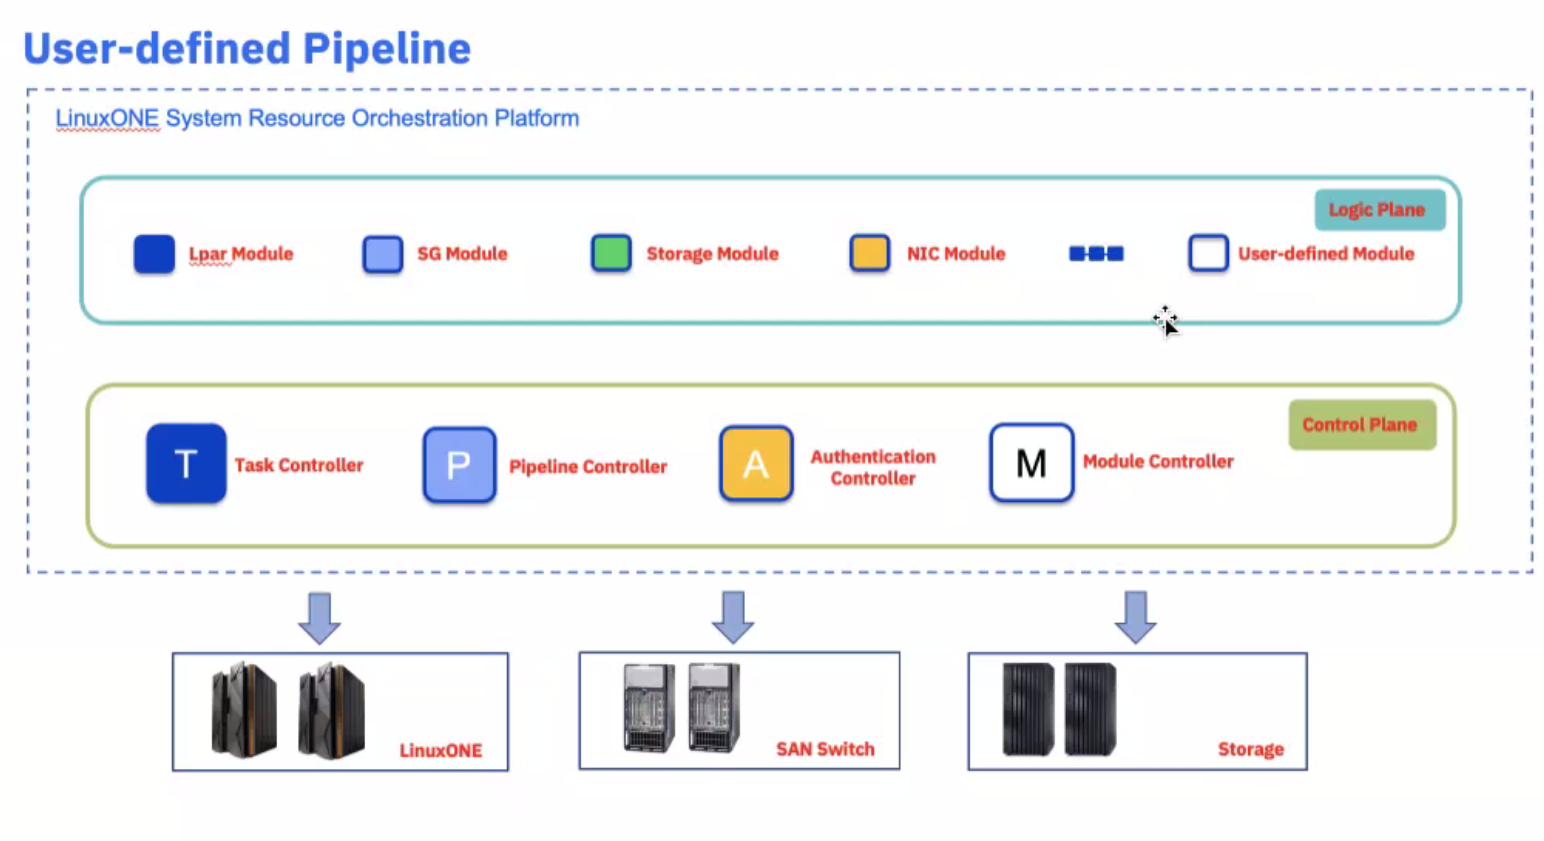 User-defined Pipeline
LinuxONE System Resource Orchestration Platform
Logic Plane
Lpar Module
SG Module
Storage Module
NIC Module
User-defined Module
Control Plane
T
Task Controller
P
Pipeline Controller
A
Authentication
Controller
M
Module Controller
LinuxONE
SAN Switch
Storage